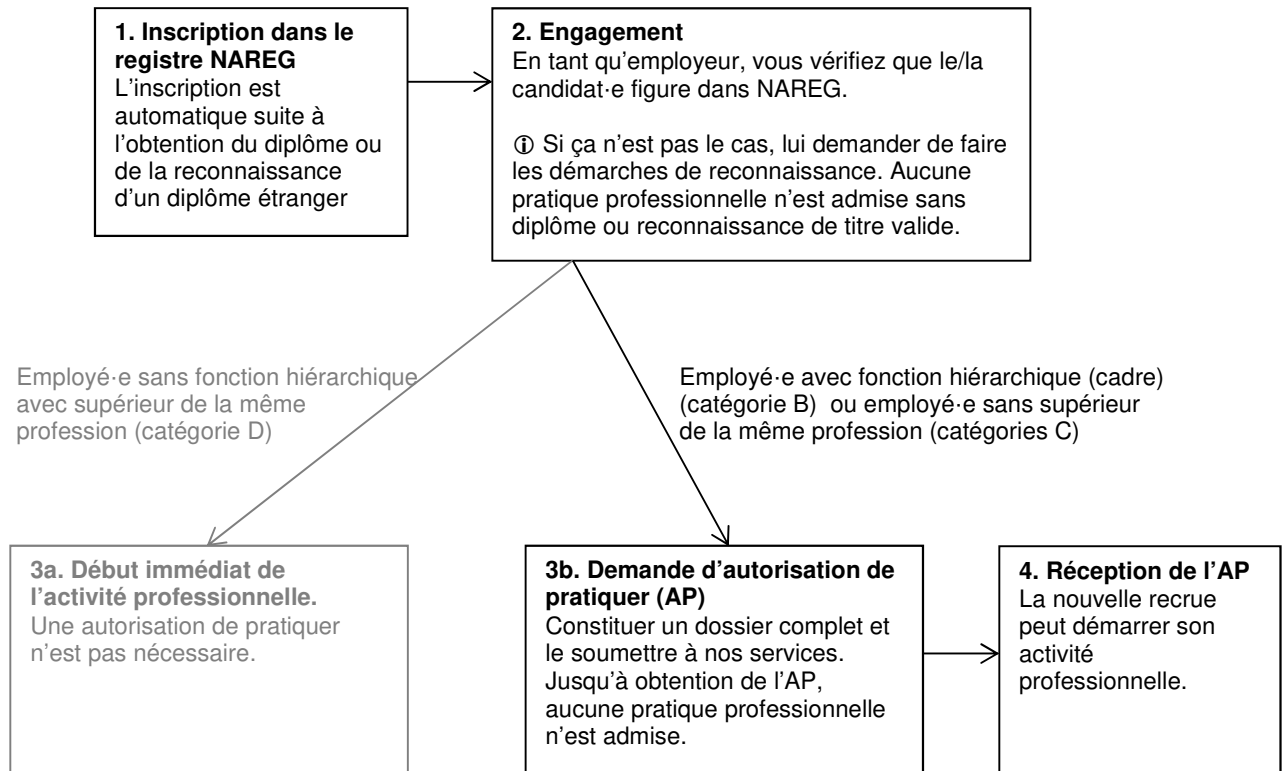 1. Inscription dans le
registre NAREG
L’inscription est
automatique suite à
l’obtention du diplôme ou
de la reconnaissance
d’un diplôme étranger
2. Engagement
En tant qu’employeur, vous vérifiez que le/la
candidat·e figure dans NAREG.
🛈 Si ça n’est pas le cas, lui demander de faire
les démarches de reconnaissance. Aucune
pratique professionnelle n’est admise sans
diplôme ou reconnaissance de titre valide.
Employé·e sans fonction hiérarchique
avec supérieur de la même
profession (catégorie D)
Employé·e avec fonction hiérarchique (cadre)
(catégorie B) ou employé·e sans supérieur
de la même profession (catégories C)
3a. Début immédiat de
l’activité professionnelle.
Une autorisation de pratiquer
n’est pas nécessaire.
3b. Demande d’autorisation de
pratiquer (AP)
Constituer un dossier complet et
le soumettre à nos services.
Jusqu’à obtention de l’AP,
aucune pratique professionnelle
n’est admise.
4. Réception de l’AP
La nouvelle recrue
peut démarrer son
activité
professionnelle.